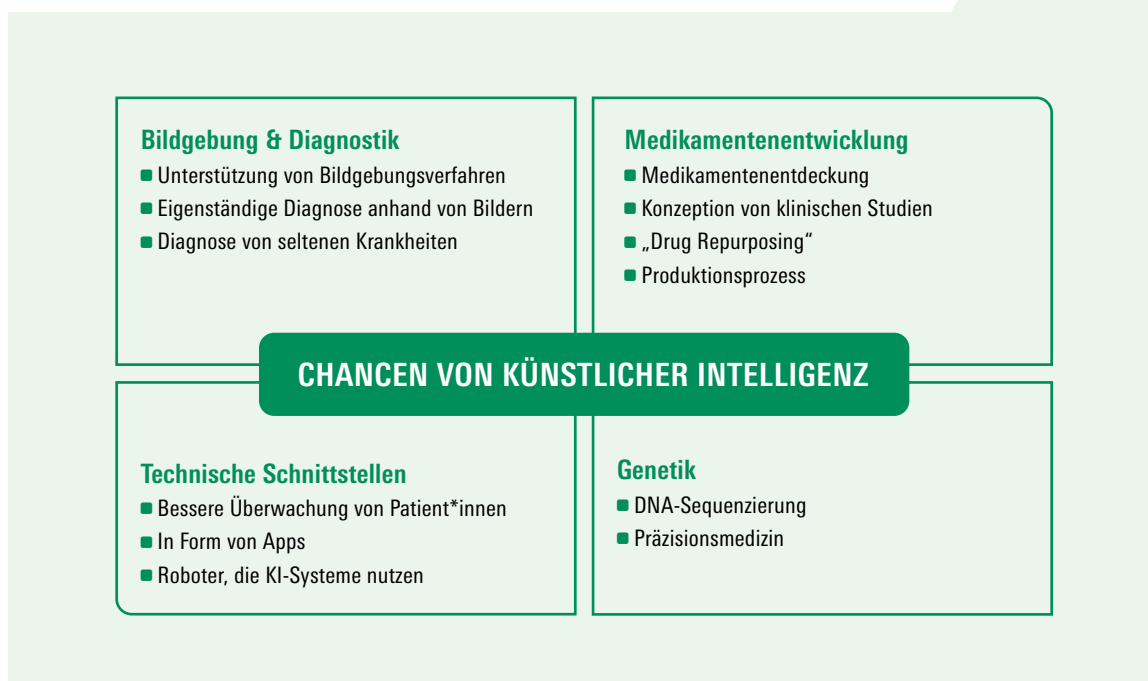 Bildgebung & Diagnostik
■ Unterstützung von Bildgebungsverfahren
■ Eigenständige Diagnose anhand von Bildern
■ Diagnose von seltenen Krankheiten
Medikamentenentwicklung
■ Medikamentenentdeckung
■ Konzeption von klinischen Studien
■ „Drug Repurposing“
■ Produktionsprozess
CHANCEN VON KÜNSTLICHER INTELLIGENZ
Technische Schnittstellen
■ Bessere Überwachung von Patient*innen
■ In Form von Apps
■ Roboter, die KI-Systeme nutzen
Genetik
■ DNA-Sequenzierung
■ Präzisionsmedizin